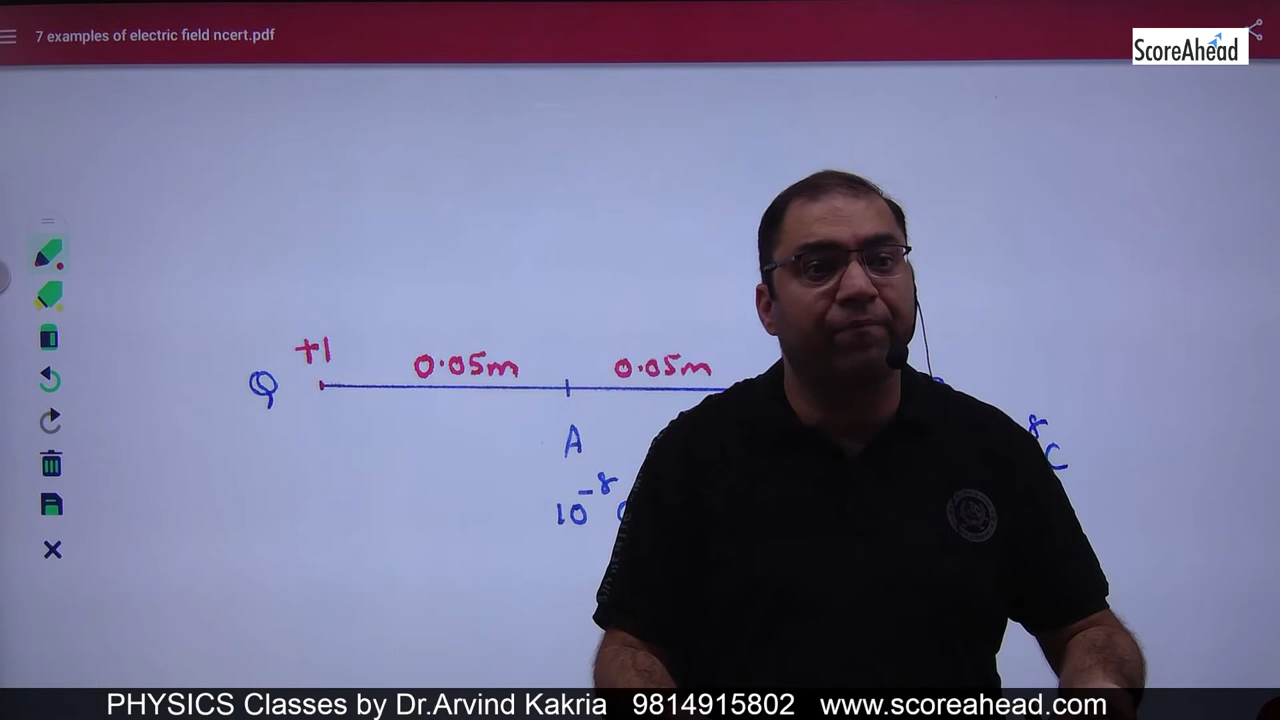 7 examples of electric field ncert.pdf
ScoreAhead
+1
0.05m 0.05m
Q
A
10⁻⁸
8
C
PHYSICS Classes by Dr.Arvind Kakria 9814915802 www.scoreahead.com